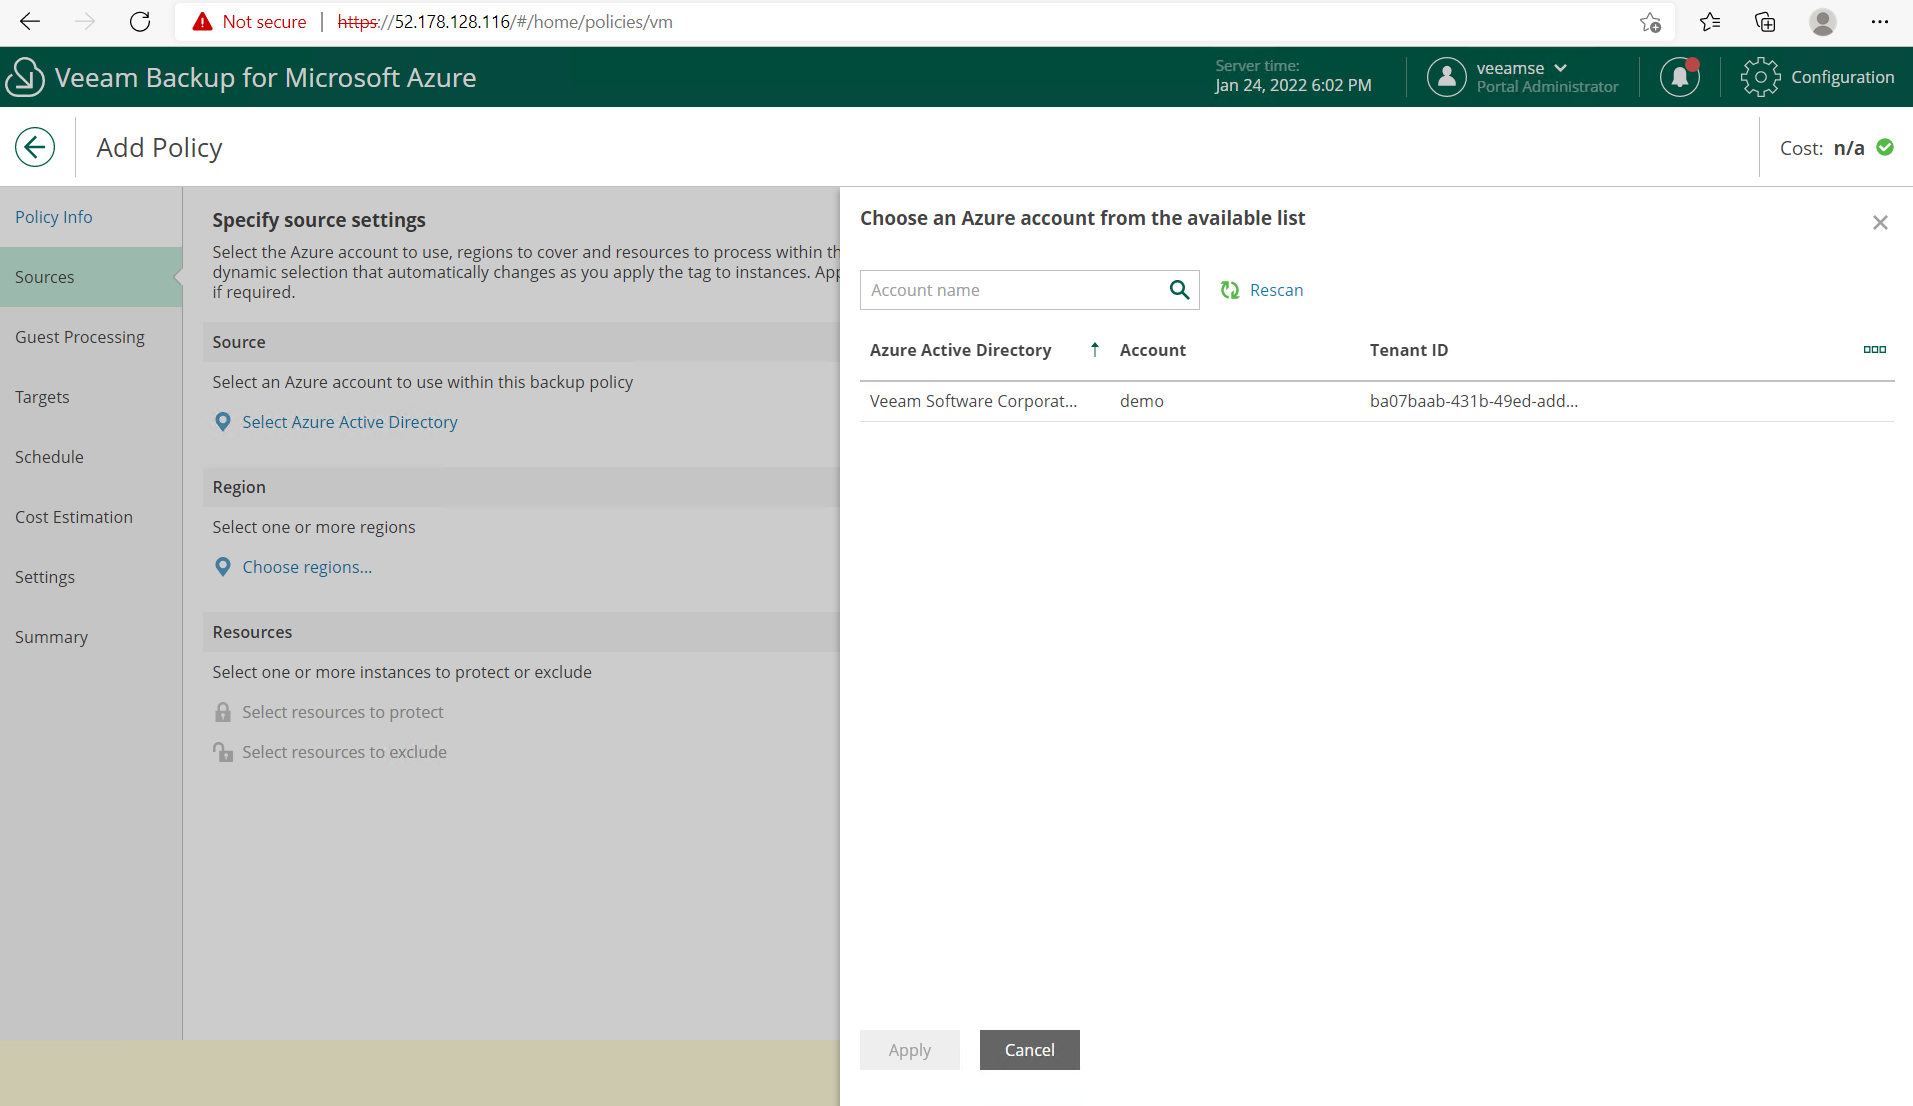 Not secure https://52.178.128.116/#/home/policies/vm
Veeam Backup for Microsoft Azure
Server time:
Jan 24, 2022 6:02 PM
veeamse
Portal Administrator
Configuration
Add Policy
Cost: n/a
Policy Info
Sources
Guest Processing
Targets
Schedule
Cost Estimation
Settings
Summary
Specify source settings
Select the Azure account to use, regions to cover and resources to process within th
dynamic selection that automatically changes as you apply the tag to instances. App
if required.
Source
Select an Azure account to use within this backup policy
Select Azure Active Directory
Region
Select one or more regions
Choose regions...
Resources
Select one or more instances to protect or exclude
Select resources to protect
Select resources to exclude
Choose an Azure account from the available list
Account name
Rescan
Azure Active Directory Account Tenant ID
Veeam Software Corporat... demo ba07baab-431b-49ed-add...
Apply Cancel